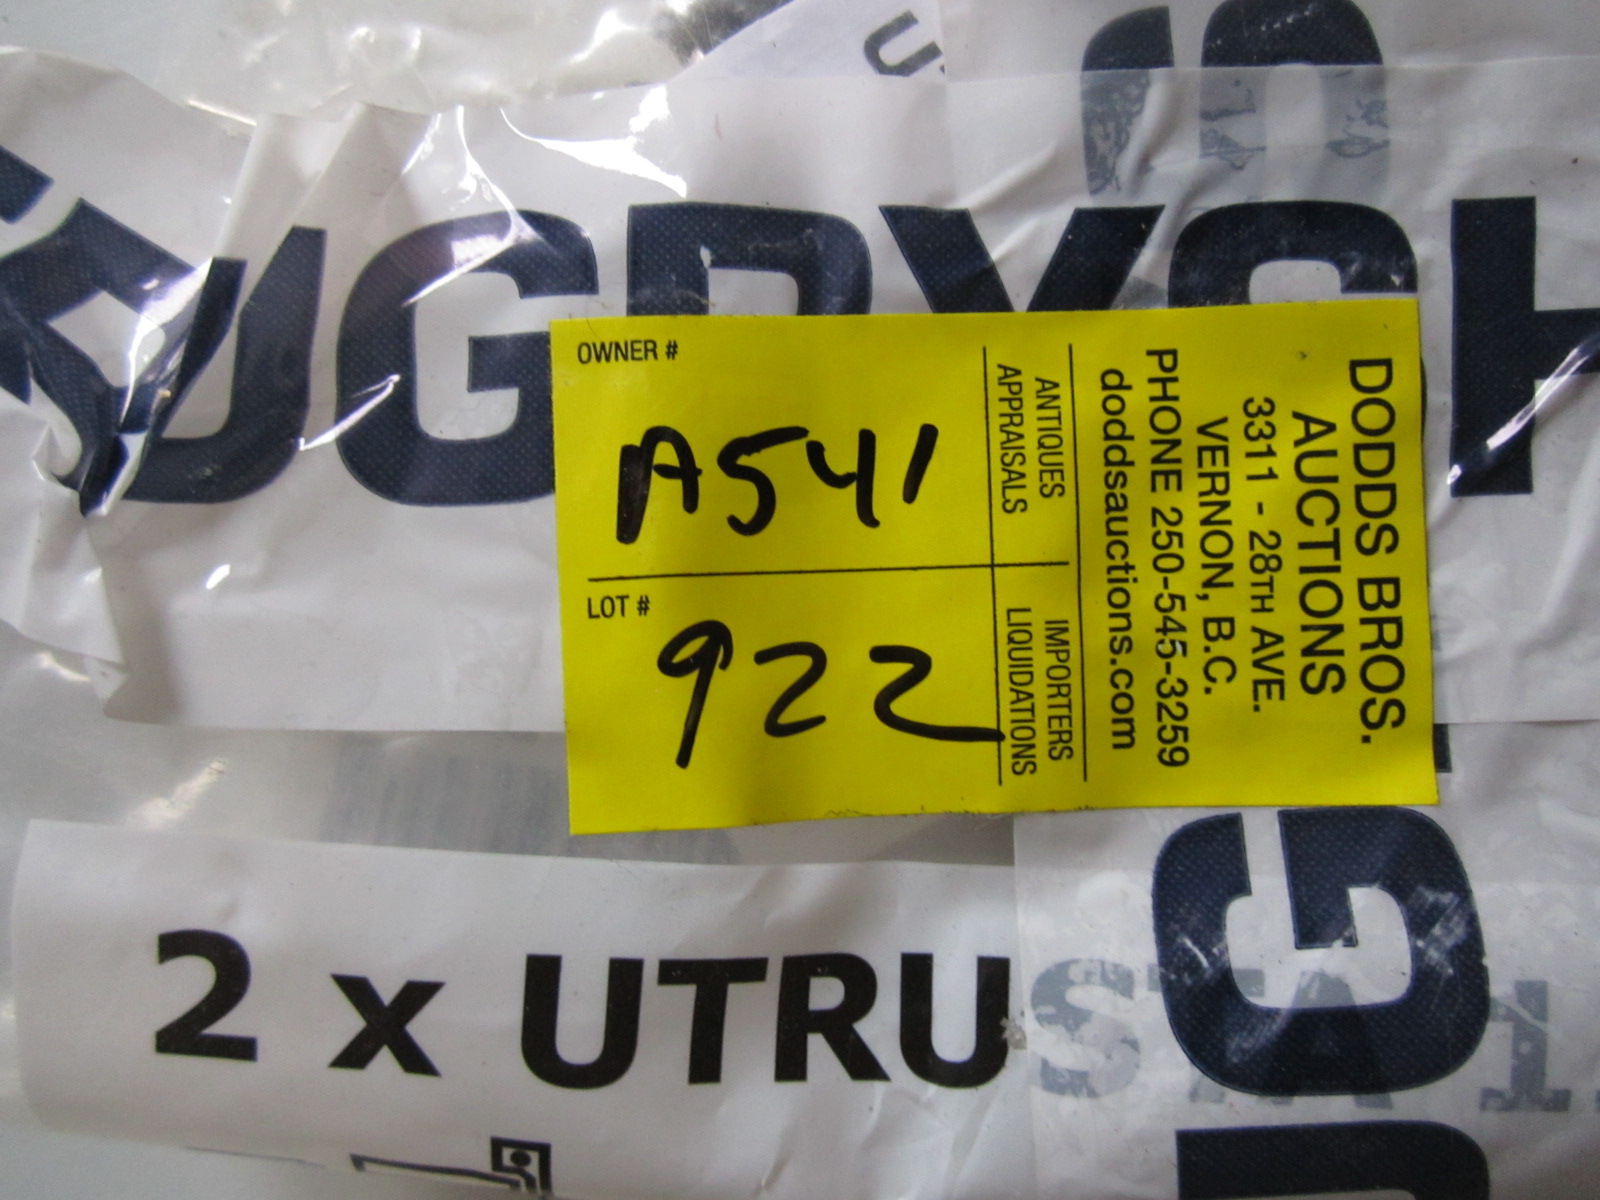 OWNER #
A541
LOT #
922
ANTIQUES
APPRAISALS
IMPORTERS
LIQUIDATIONS
DODDS BROS.
AUCTIONS
3311 - 28TH AVE.
VERNON, B.C.
PHONE 250-545-3259
doddsauctions.com
2 x UTRU